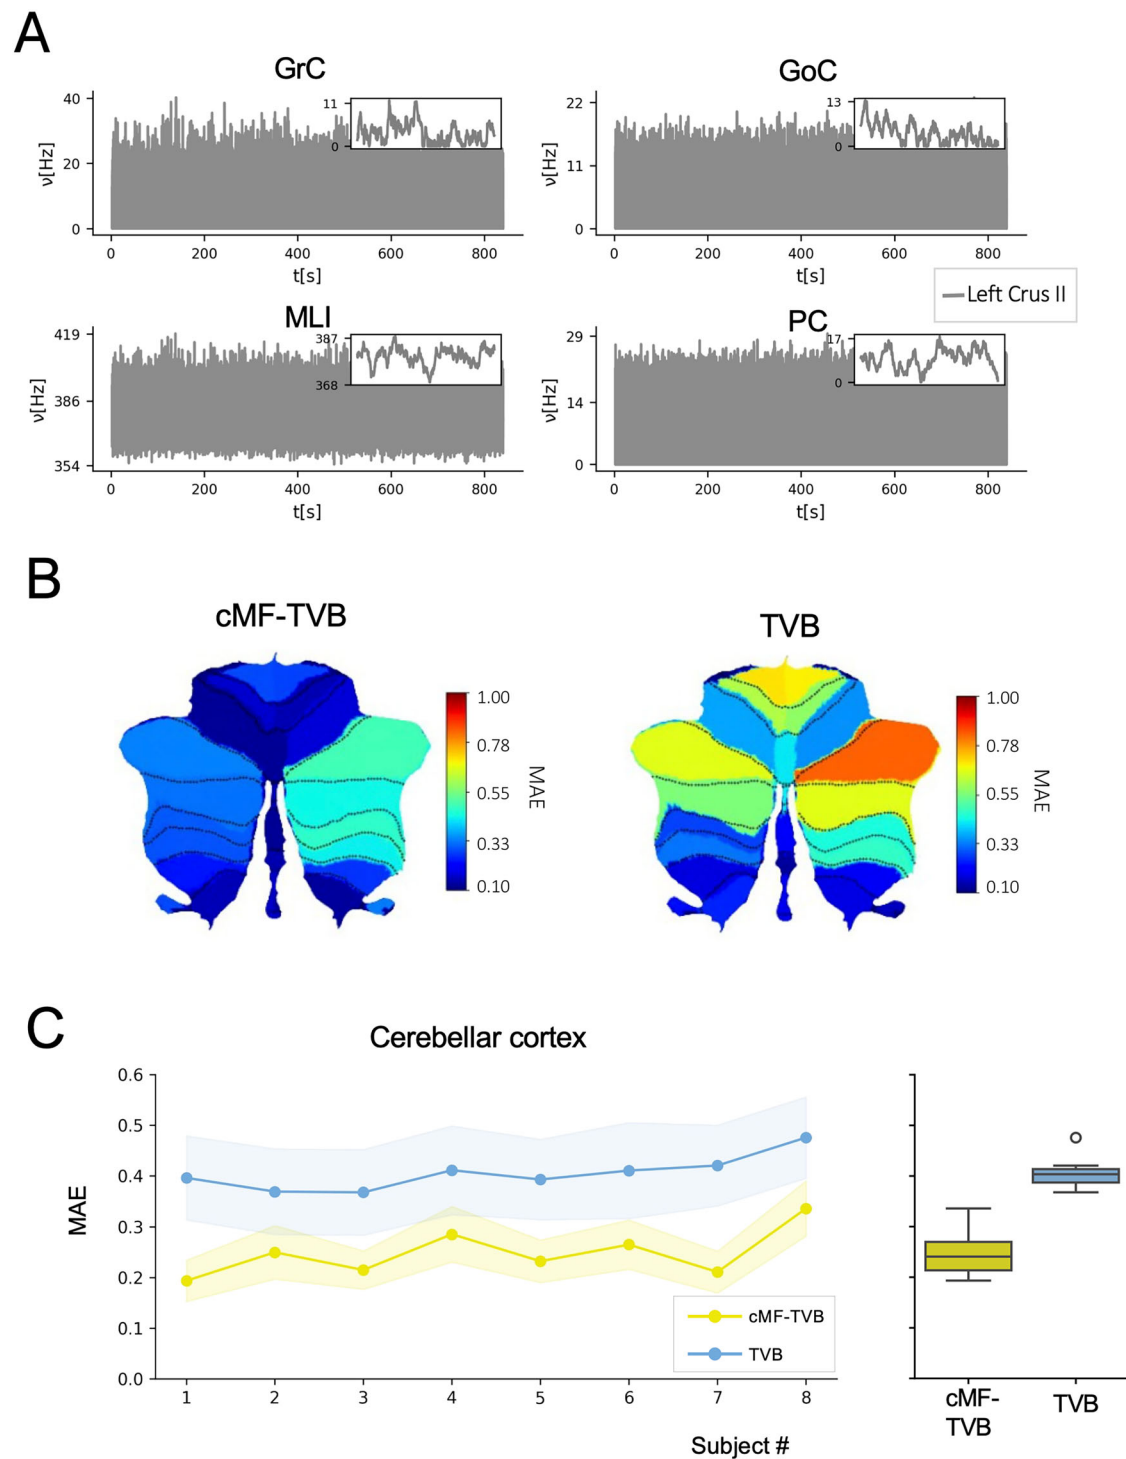 A
GrC
GoC
40
20
0
ν[Hz]
11
0
0 200 400 600 800
t[s]
22
11
0
ν[Hz]
13
0
0 200 400 600 800
t[s]
Left Crus II
MLI
PC
419
386
354
ν[Hz]
387
368
0 200 400 600 800
t[s]
29
14
0
ν[Hz]
17
0
0 200 400 600 800
t[s]
B
cMF-TVB
TVB
1.00
0.78
0.55
0.33
0.10
MAE
1.00
0.78
0.55
0.33
0.10
MAE
C
Cerebellar cortex
0.6
0.5
0.4
0.3
0.2
0.1
0.0
MAE
cMF-TVB
TVB
1 2 3 4 5 6 7 8
Subject #
cMF-
TVB
TVB